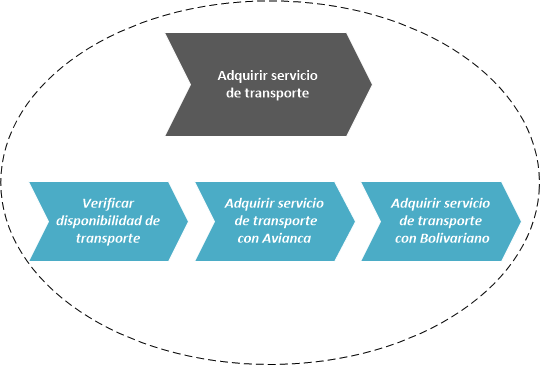 Adquirir servicio
de transporte
Verificar
disponibilidad de
transporte
Adquirir servicio
de transporte
con Avianca
Adquirir servicio
de transporte
con Bolivariano